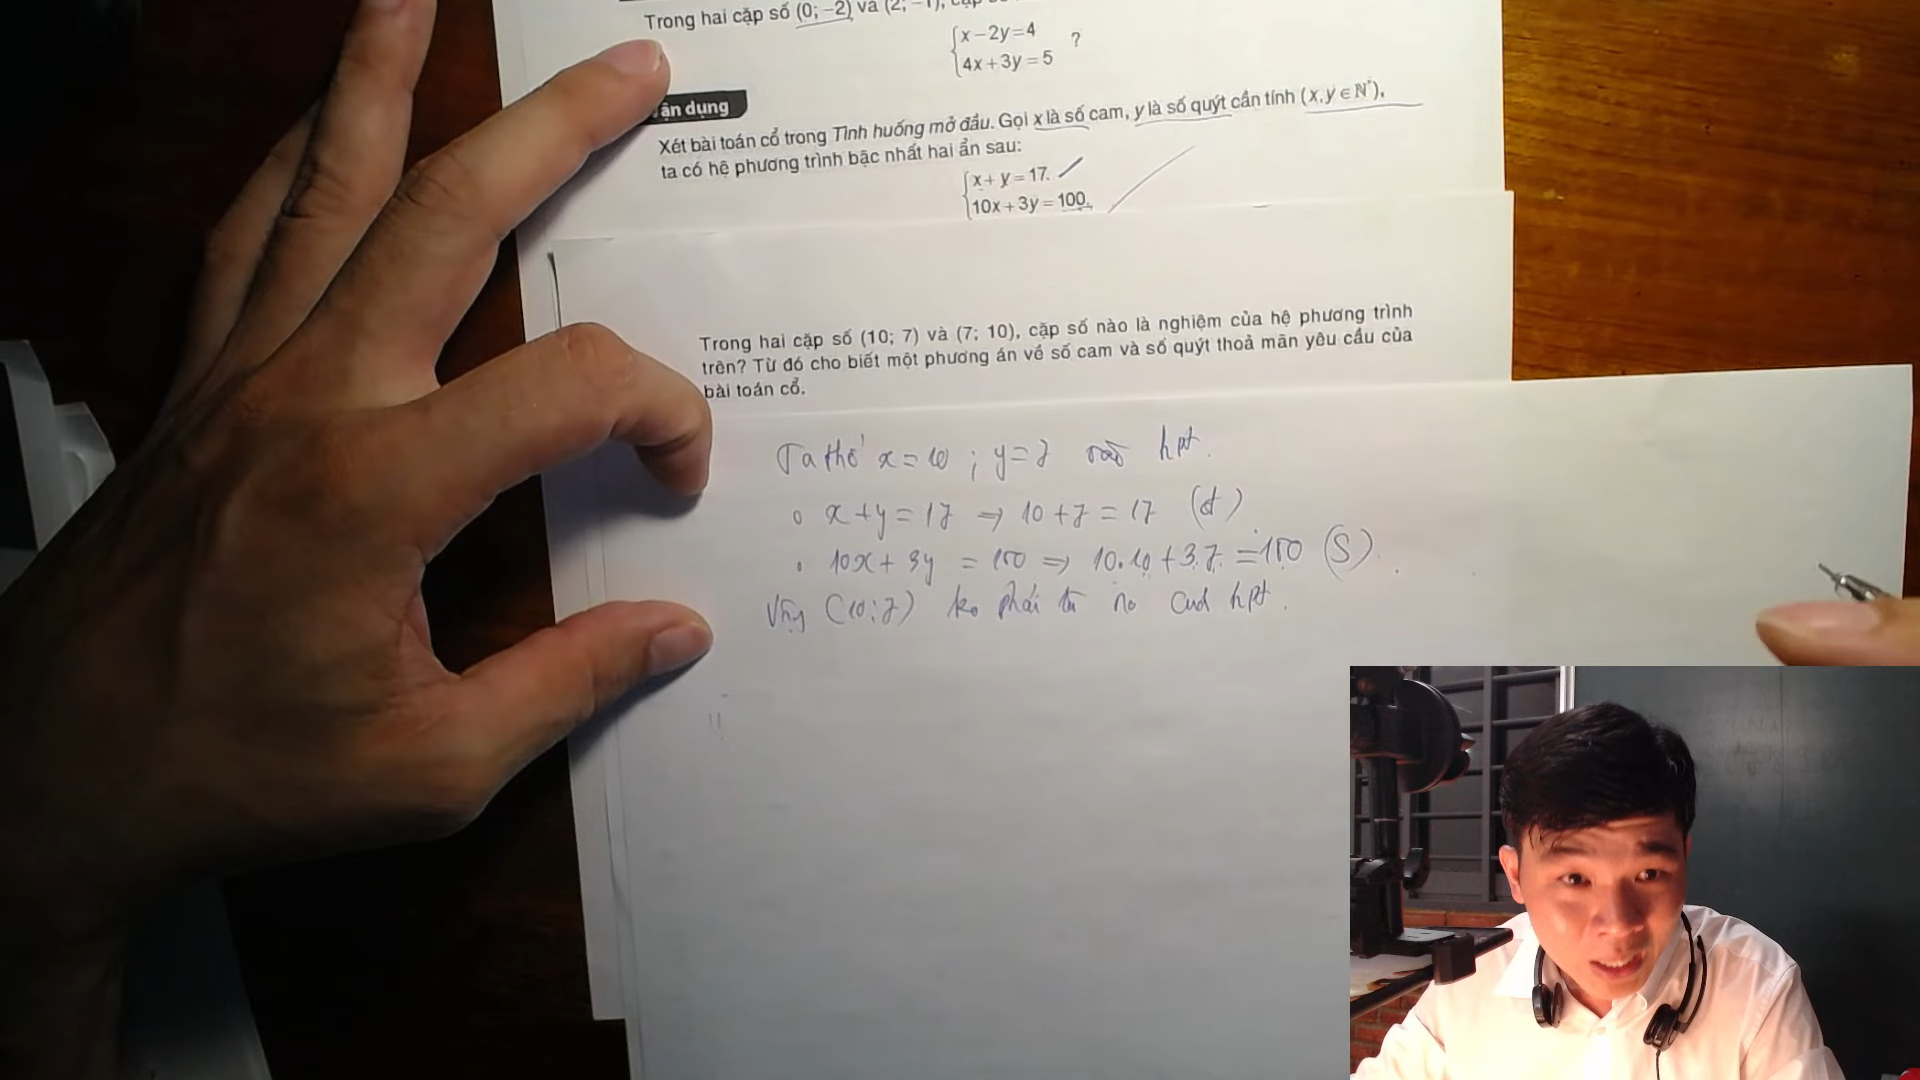 Trong hai cặp số (0; −2) và (2; −1), cặp
{x − 2y = 4
4x + 3y = 5 ?
ận dụng
Xét bài toán cổ trong Tình huống mở đầu. Gọi x là số cam, y là số quýt cần tính (x, y ∈ ℕ*),
ta có hệ phương trình bậc nhất hai ẩn sau:
{x + y = 17
10x + 3y = 100.
Trong hai cặp số (10; 7) và (7; 10), cặp số nào là nghiệm của hệ phương trình
trên? Từ đó cho biết một phương án về số cam và số quýt thoả mãn yêu cầu của
bài toán cổ.
Ta thế x = 10 ; y = 7 vào hpt.
x + y = 17 ⇒ 10 + 7 = 17 (đ)
10x + 3y = 100 ⇒ 10.10 + 3.7 = 100 (S).
Vậy (10; 7) ko phải là no của hpt.